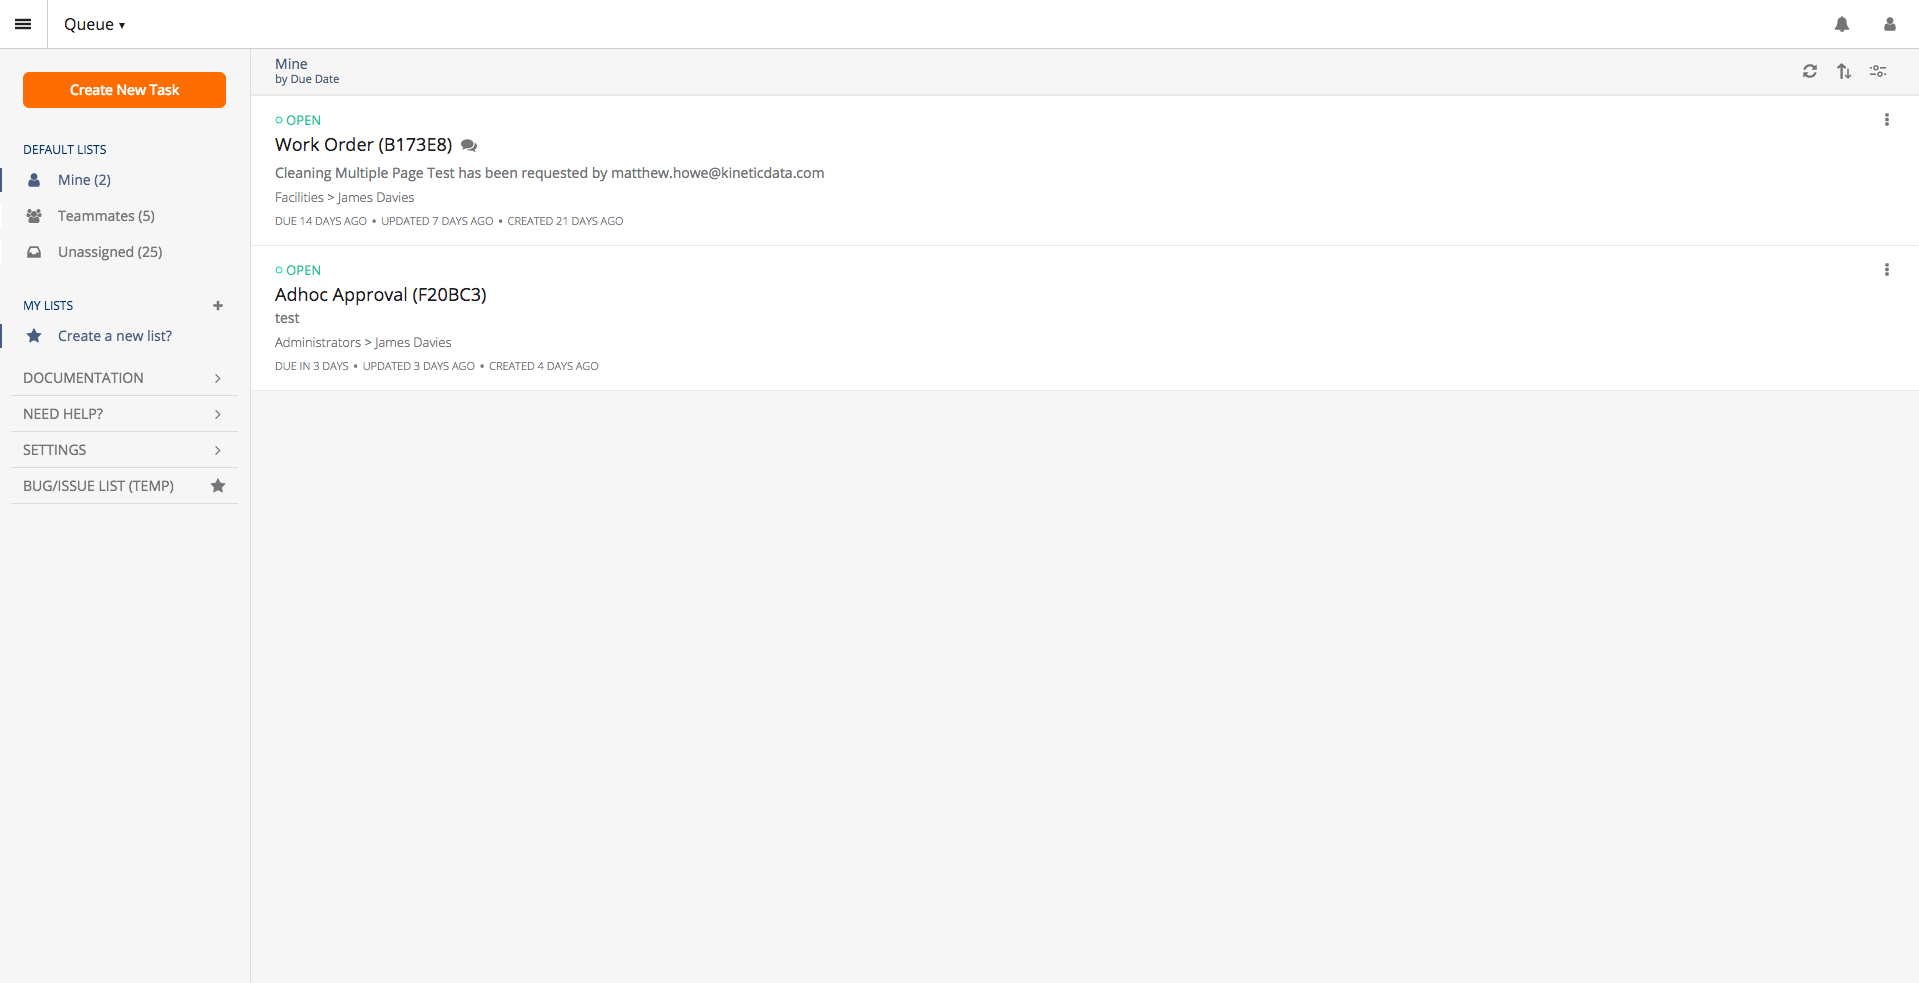 Queue ▾
Create New Task
DEFAULT LISTS
Mine (2)
Teammates (5)
Unassigned (25)
MY LISTS
Create a new list?
DOCUMENTATION
NEED HELP?
SETTINGS
BUG/ISSUE LIST (TEMP)
Mine
by Due Date
OPEN
Work Order (B173E8)
Cleaning Multiple Page Test has been requested by matthew.howe@kineticdata.com
Facilities > James Davies
DUE 14 DAYS AGO • UPDATED 7 DAYS AGO • CREATED 21 DAYS AGO
OPEN
Adhoc Approval (F20BC3)
test
Administrators > James Davies
DUE IN 3 DAYS • UPDATED 3 DAYS AGO • CREATED 4 DAYS AGO